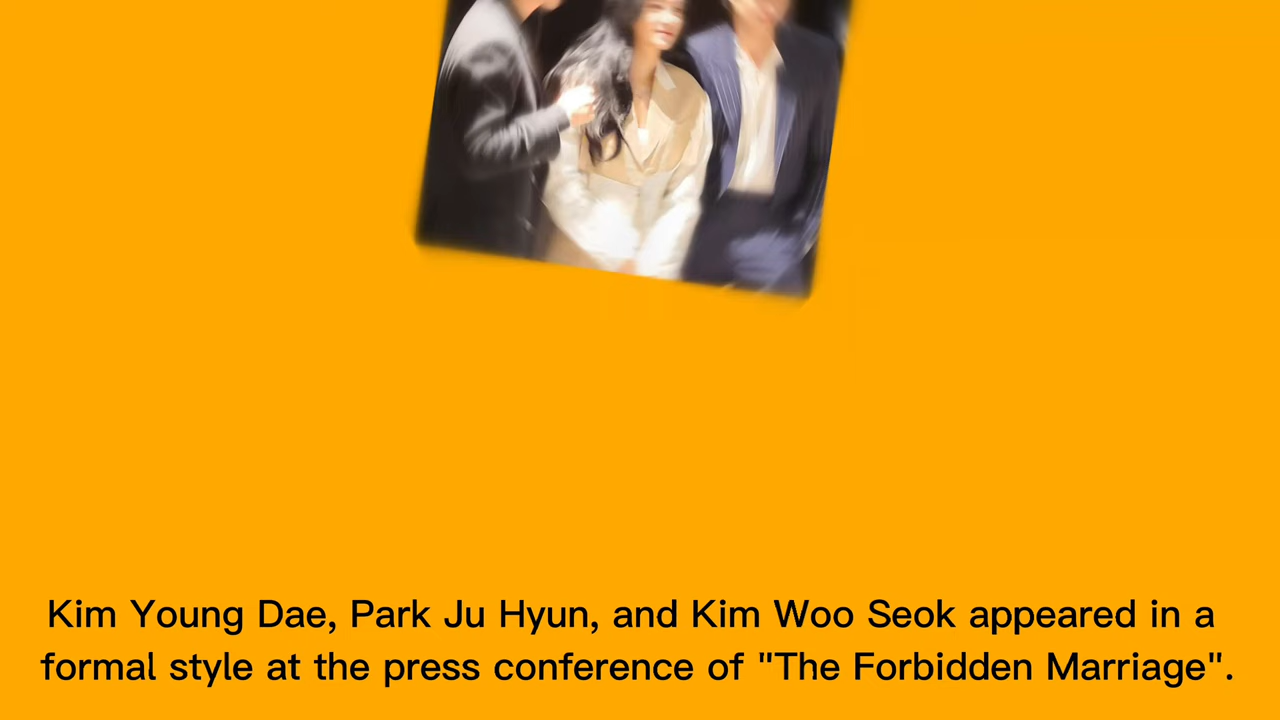 Kim Young Dae, Park Ju Hyun, and Kim Woo Seok appeared in a
formal style at the press conference of "The Forbidden Marriage".